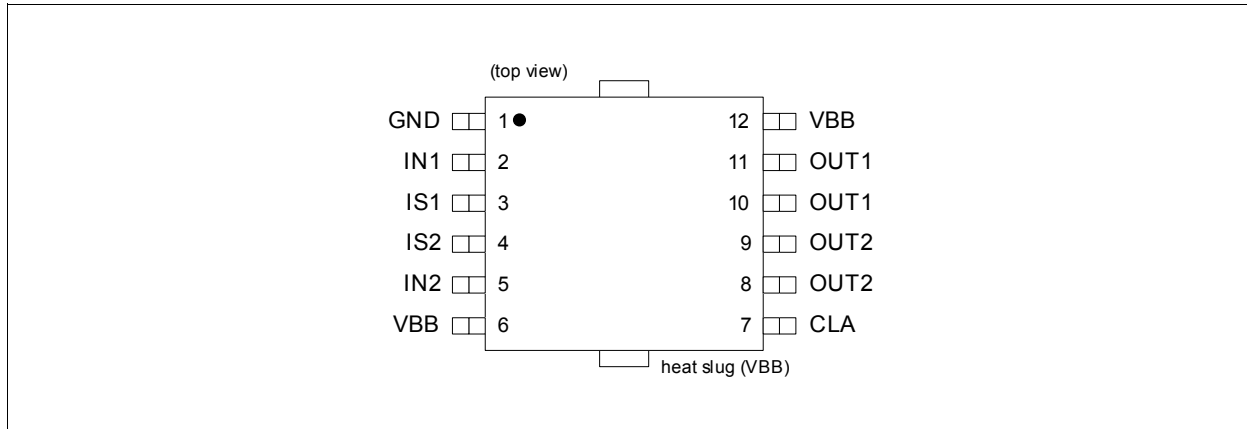 (top view)
GND 1 12 VBB
IN1 2 11 OUT1
IS1 3 10 OUT1
IS2 4 9 OUT2
IN2 5 8 OUT2
VBB 6 7 CLA
heat slug (VBB)